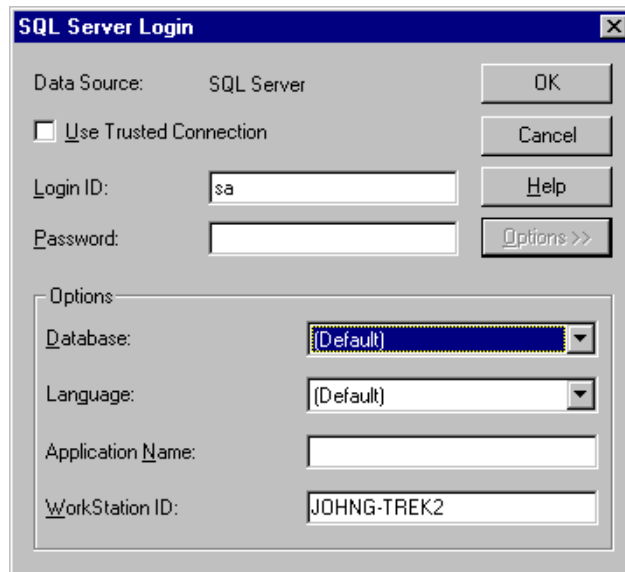 SQL Server Login
Data Source: SQL Server OK
Use Trusted Connection Cancel
Login ID: sa Help
Password: Options >>
Options
Database: (Default)
Language: (Default)
Application Name:
WorkStation ID: JOHNG-TREK2